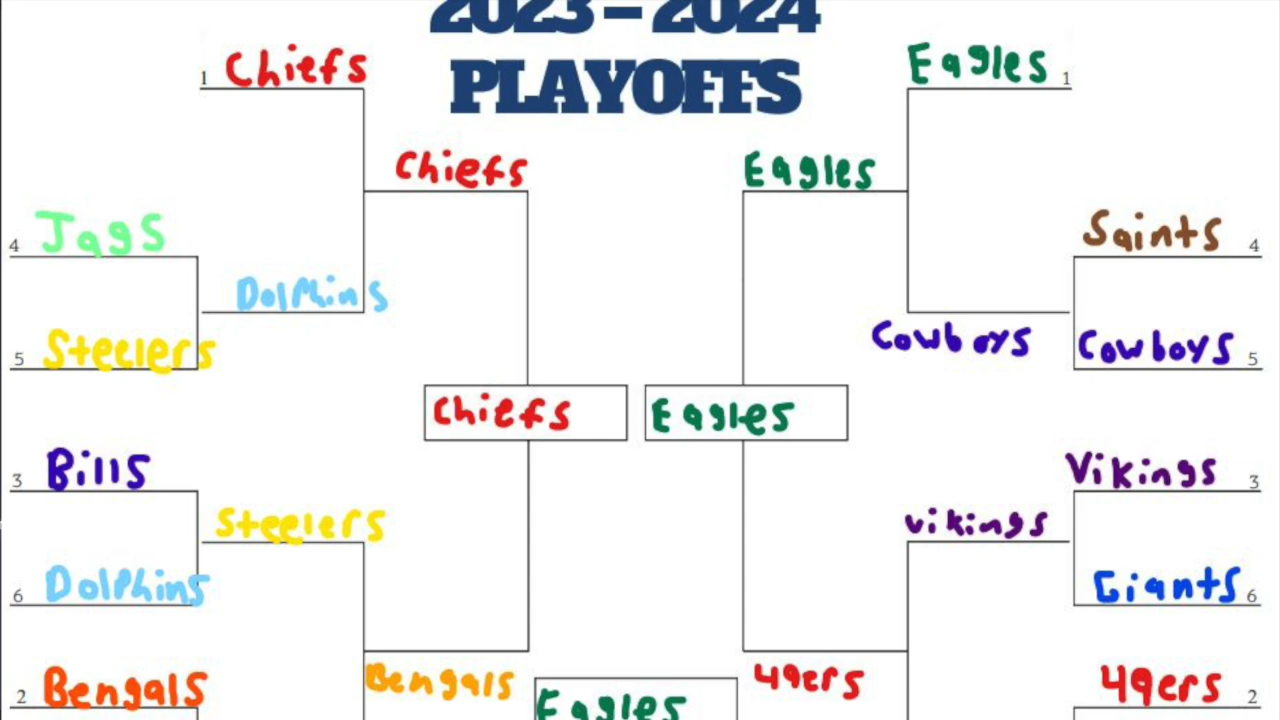 2023 – 2024
PLAYOFFS
1 Chiefs
Eagles 1
Chiefs
Eagles
4 Jags
Saints 4
Dolphins
Cowboys
5 Steelers
Cowboys 5
Chiefs
Eagles
3 Bills
Vikings 3
Steelers
vikings
6 Dolphins
Giants 6
2 Bengals
Bengals
Eagles
49ers
49ers 2